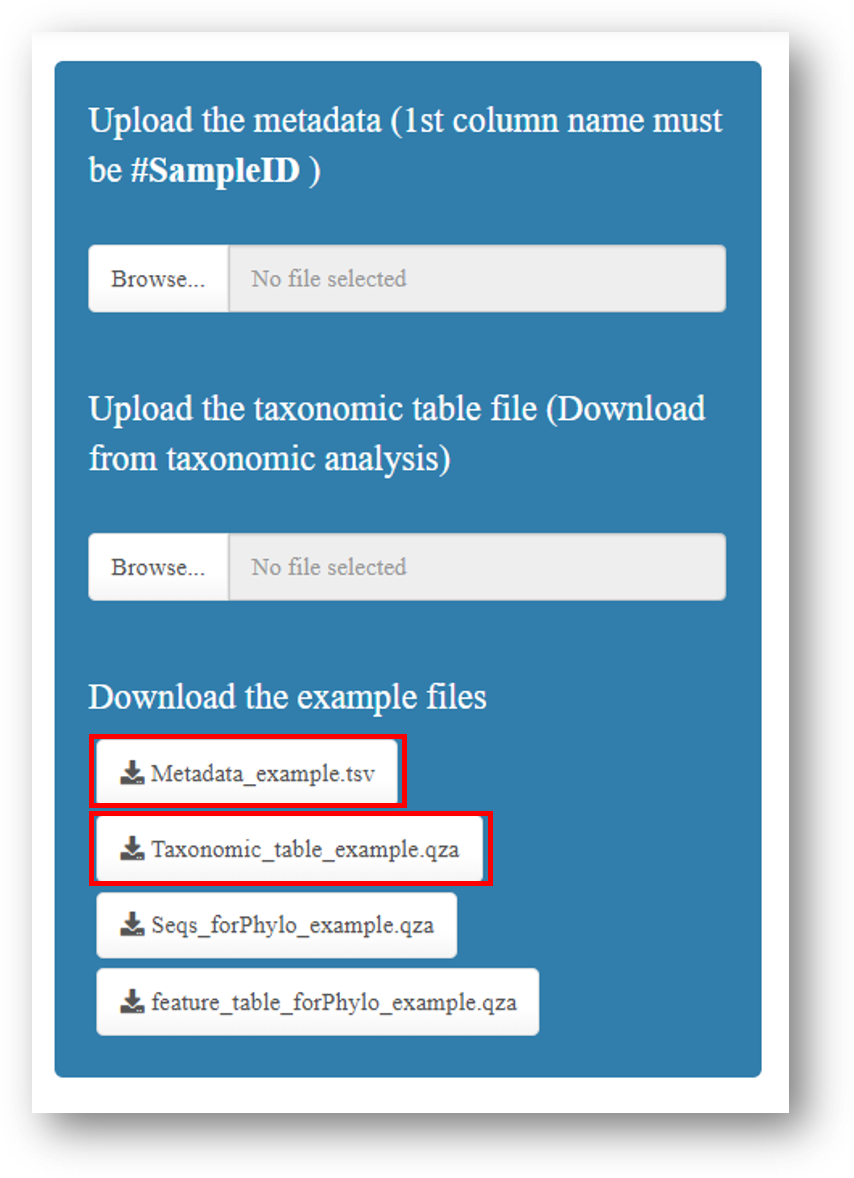 Upload the metadata (1st column name must
be #SampleID )
Browse... No file selected
Upload the taxonomic table file (Download
from taxonomic analysis)
Browse... No file selected
Download the example files
Metadata_example.tsv
Taxonomic_table_example.qza
Seqs_forPhylo_example.qza
feature_table_forPhylo_example.qza